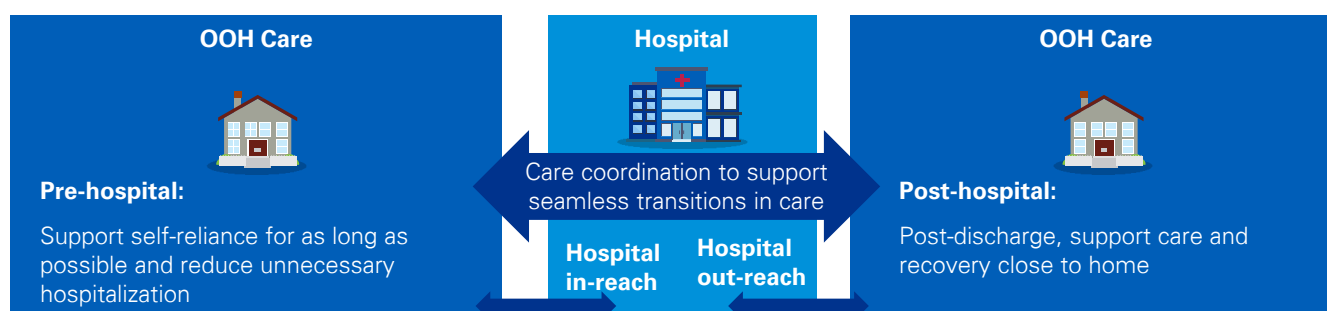 OOH Care
Pre-hospital:
Support self-reliance for as long as
possible and reduce unnecessary
hospitalization
Hospital
Care coordination to support
seamless transitions in care
Hospital
in-reach
Hospital
out-reach
OOH Care
Post-hospital:
Post-discharge, support care and
recovery close to home